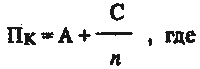 Пк = А + С/n , где